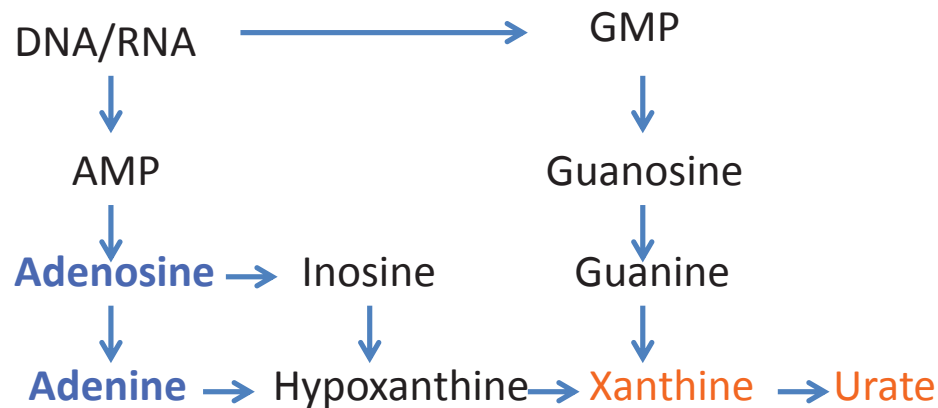 DNA/RNA GMP
AMP Guanosine
Adenosine Inosine Guanine
Adenine Hypoxanthine Xanthine Urate